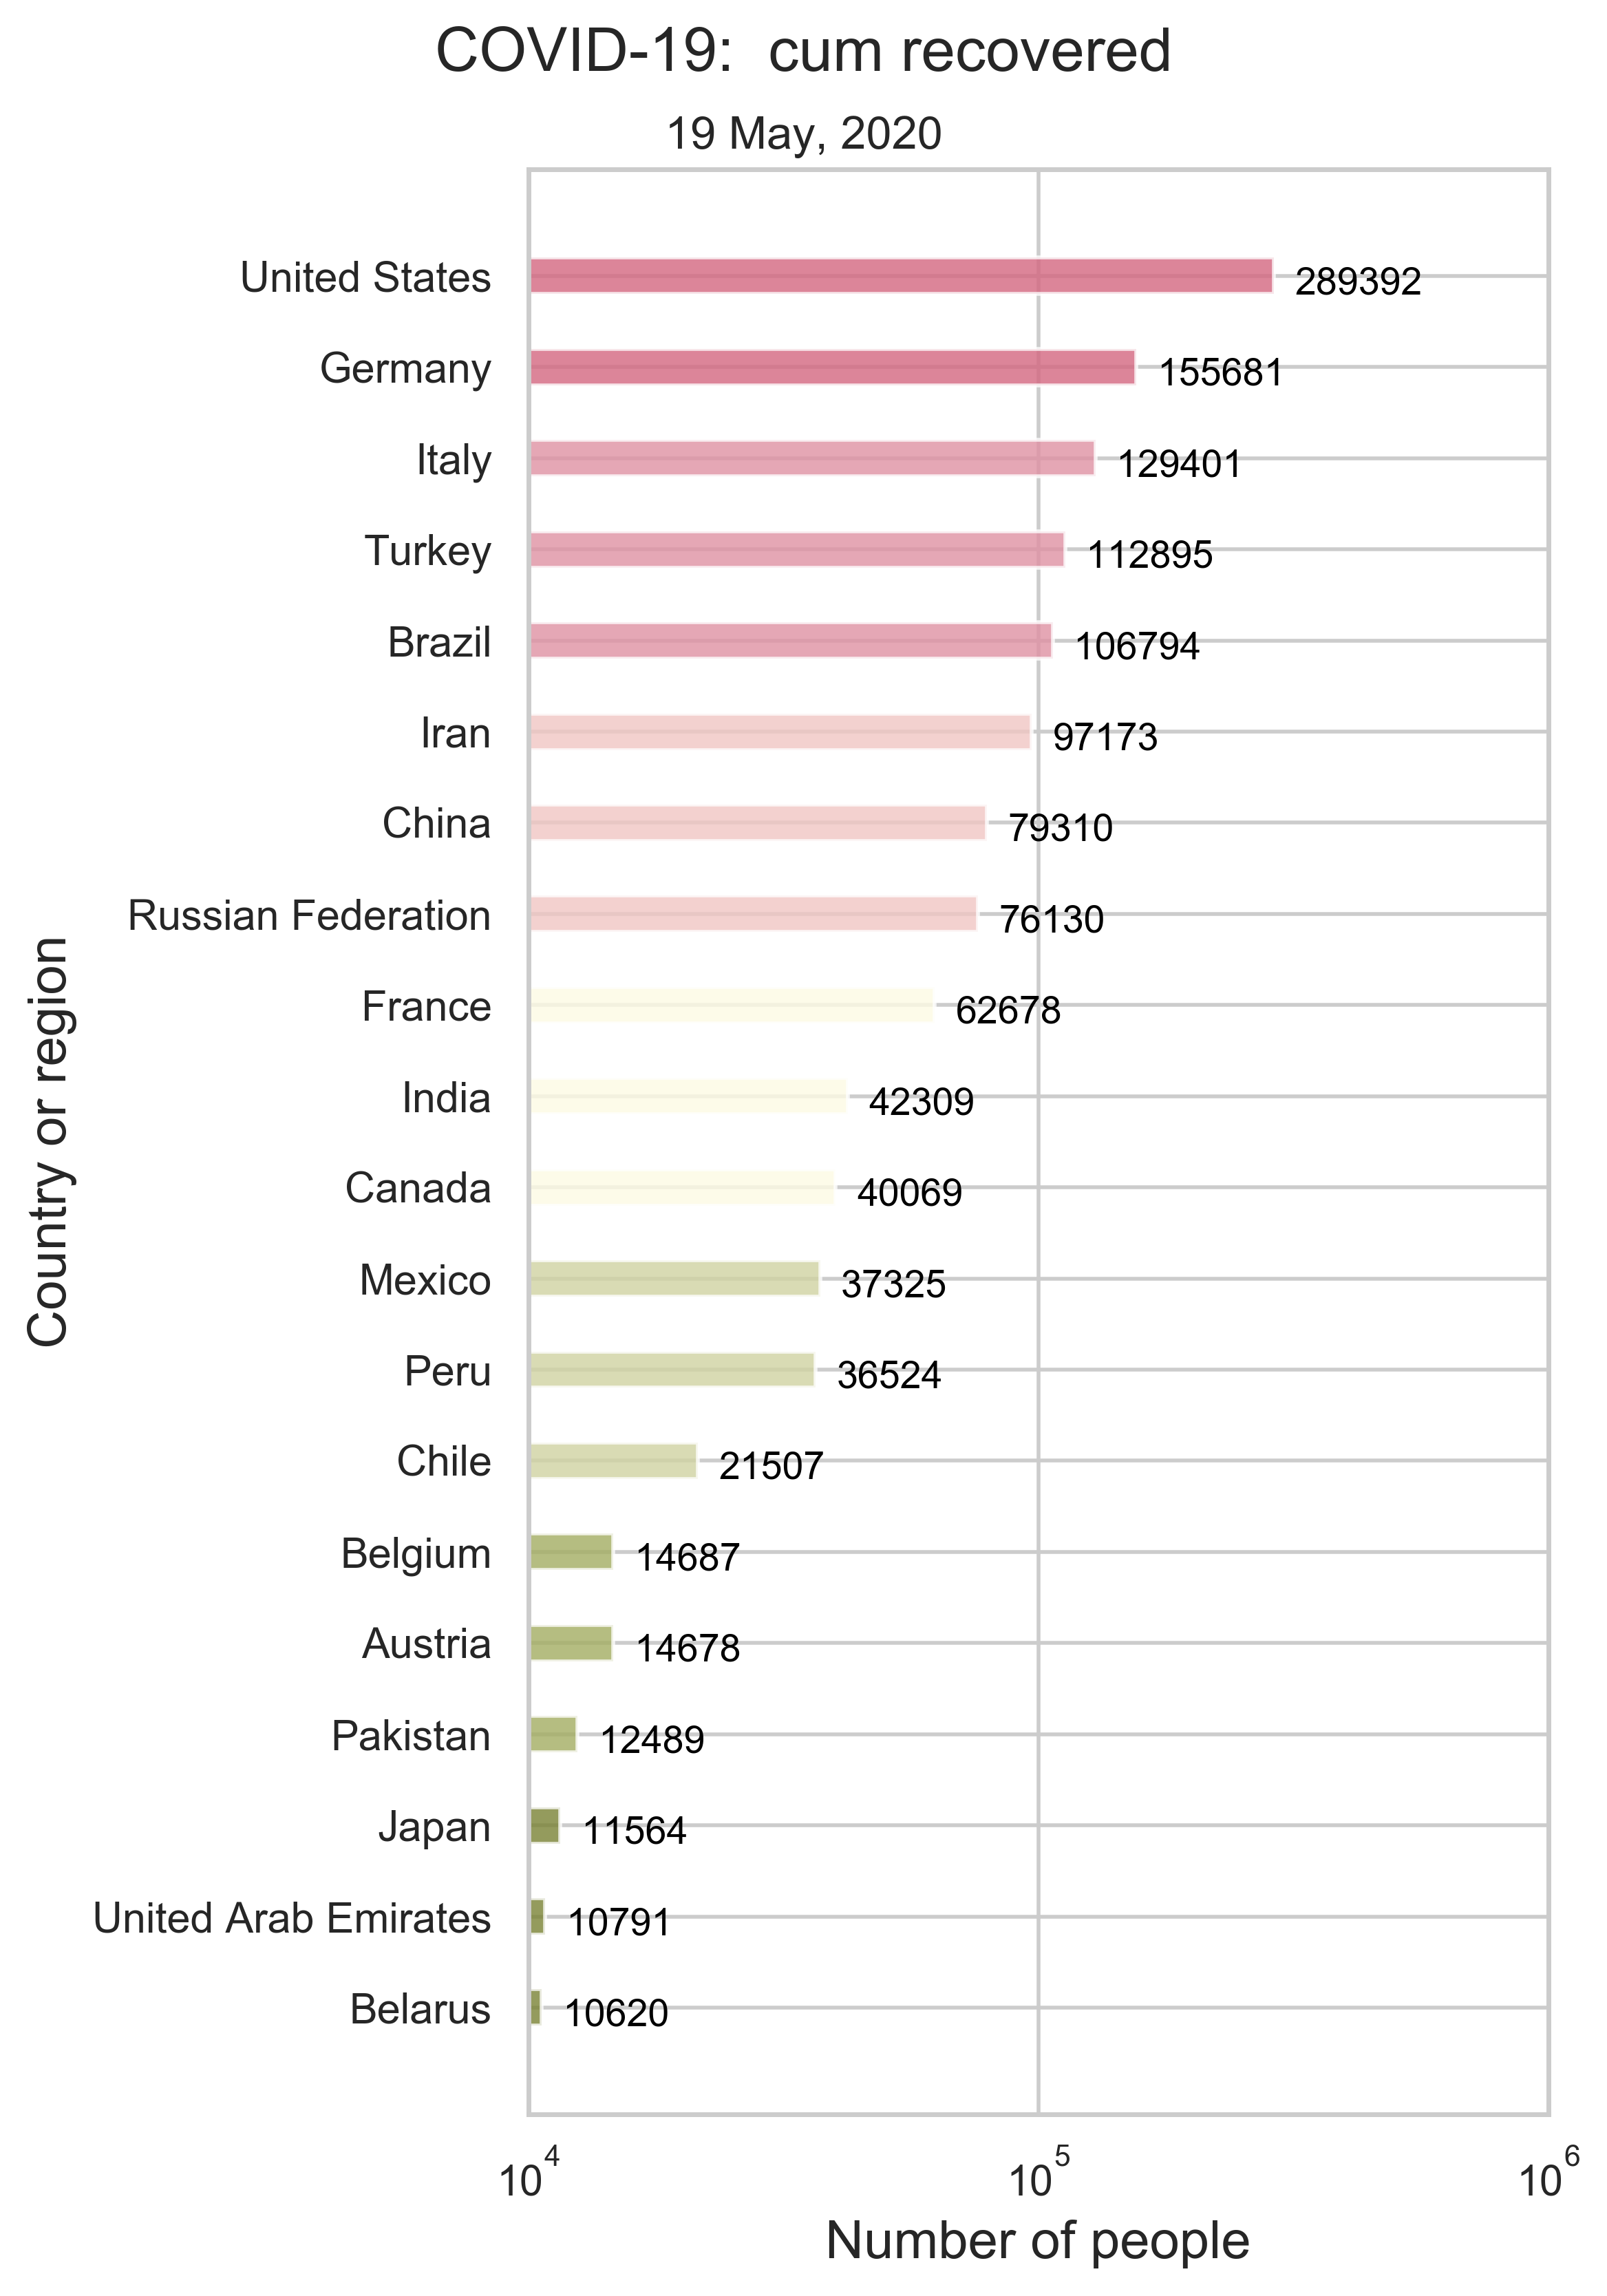 COVID-19:  cum recovered
19 May, 2020
United States 289392
Germany 155681
Italy 129401
Turkey 112895
Brazil 106794
Iran 97173
China 79310
Russian Federation 76130
France 62678
India 42309
Canada 40069
Mexico 37325
Peru 36524
Chile 21507
Belgium 14687
Austria 14678
Pakistan 12489
Japan 11564
United Arab Emirates 10791
Belarus 10620
Country or region
10^4 10^5 10^6
Number of people